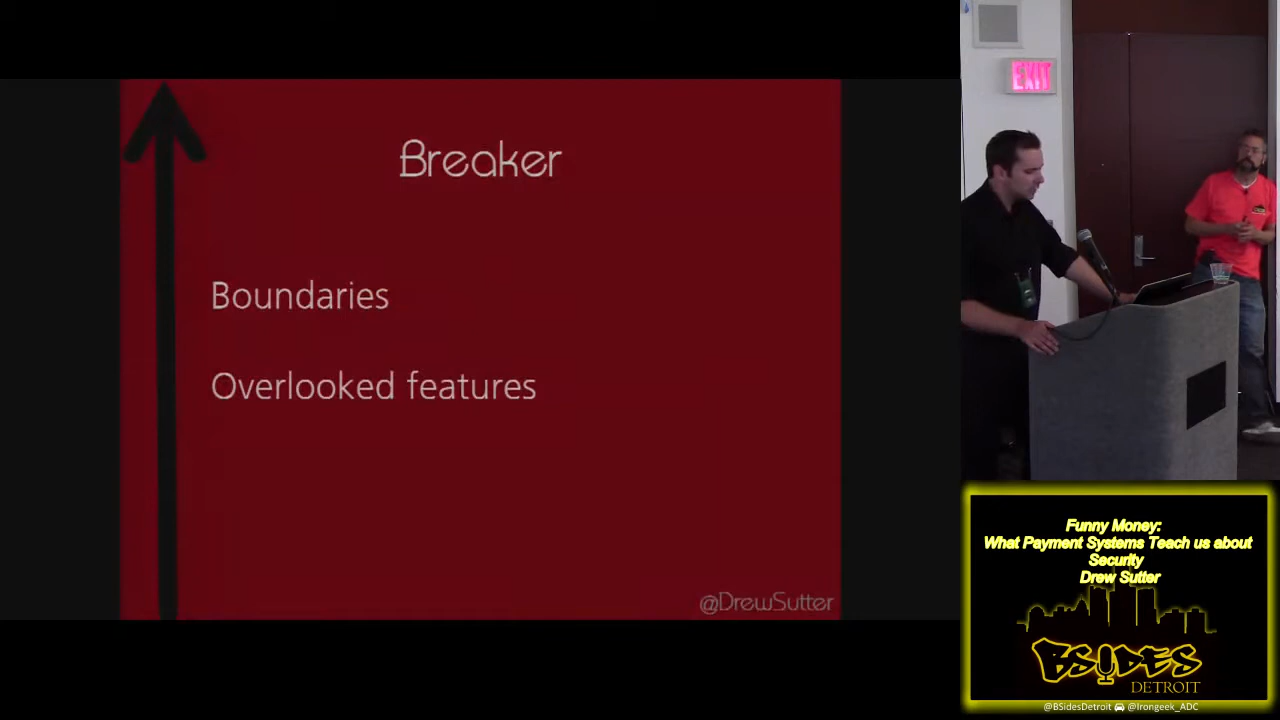 Breaker
Boundaries
Overlooked features
@DrewSutter
EXIT
Funny Money:
What Payment Systems Teach us about
Security
Drew Sutter
BSIDES
DETROIT
@BSidesDetroit @Irongeek_ADC